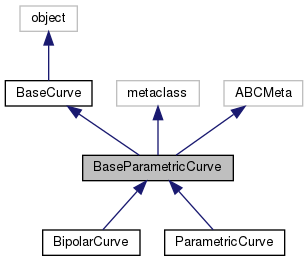 object
BaseCurve
metaclass
ABCMeta
BaseParametricCurve
BipolarCurve
ParametricCurve